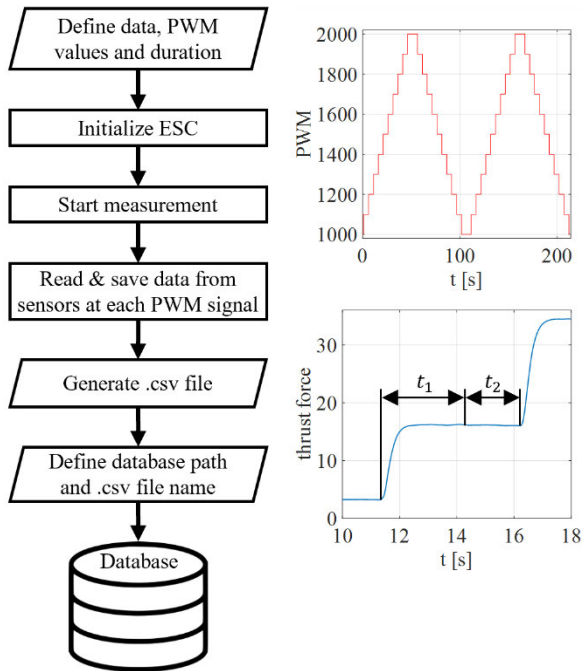 Define data, PWM
values and duration
Initialize ESC
Start measurement
Read & save data from
sensors at each PWM signal
Generate .csv file
Define database path
and .csv file name
Database
2000
1800
1600
1400
1200
1000
PWM
0
100
200
t [s]
30
20
10
0
thrust force
t₁
t₂
10
12
14
16
18
t [s]